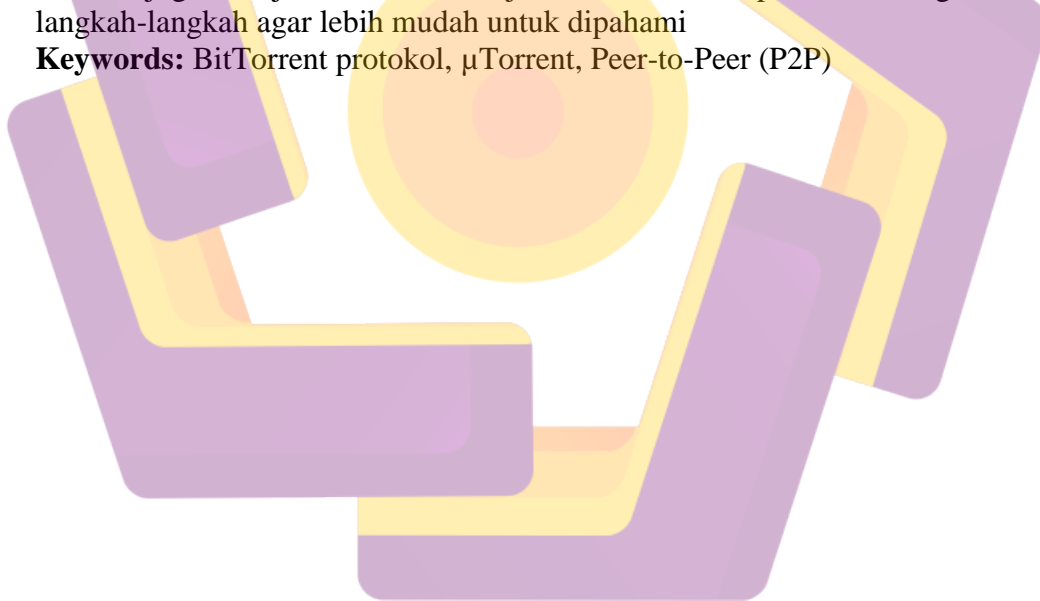 langkah-langkah agar lebih mudah untuk dipahami
Keywords: BitTorrent protokol, µTorrent, Peer-to-Peer (P2P)